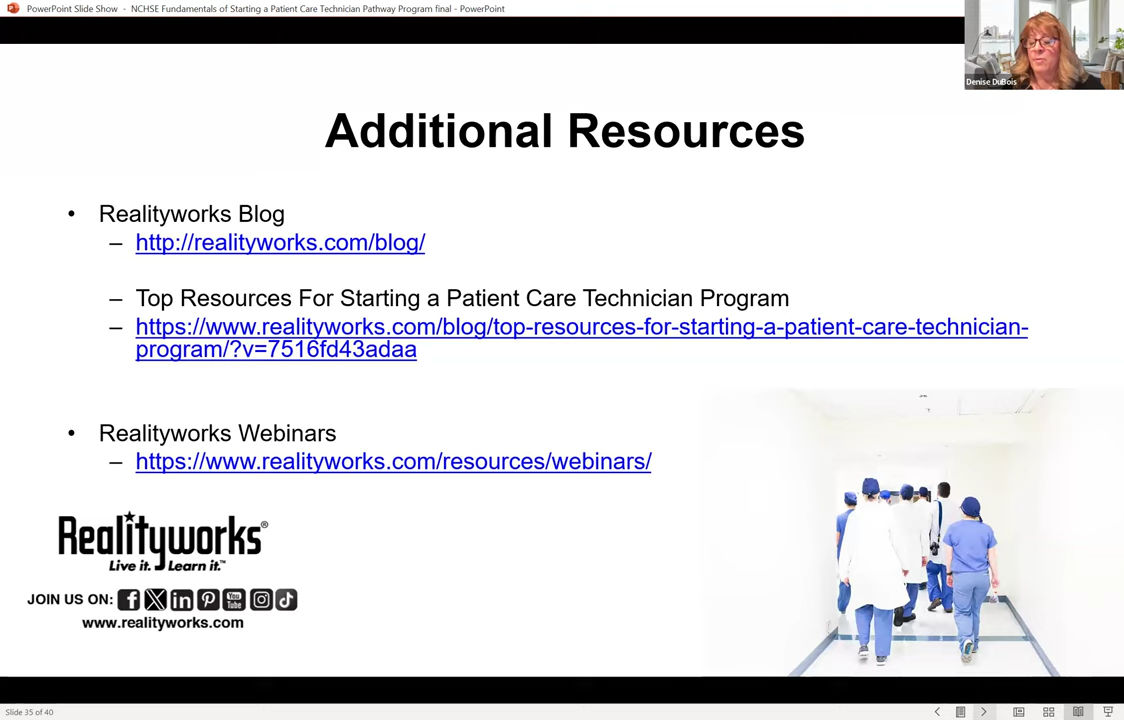 PowerPoint Slide Show - NCHSE Fundamentals of Starting a Patient Care Technician Pathway Program final - PowerPoint
Denise DuBois
Additional Resources
• Realityworks Blog
– http://realityworks.com/blog/
– Top Resources For Starting a Patient Care Technician Program
– https://www.realityworks.com/blog/top-resources-for-starting-a-patient-care-technician-
program/?v=7516fd43adaa
• Realityworks Webinars
– https://www.realityworks.com/resources/webinars/
Realityworks®
Live it. Learn it.™
JOIN US ON:
You
Tube
www.realityworks.com
Slide 35 of 40